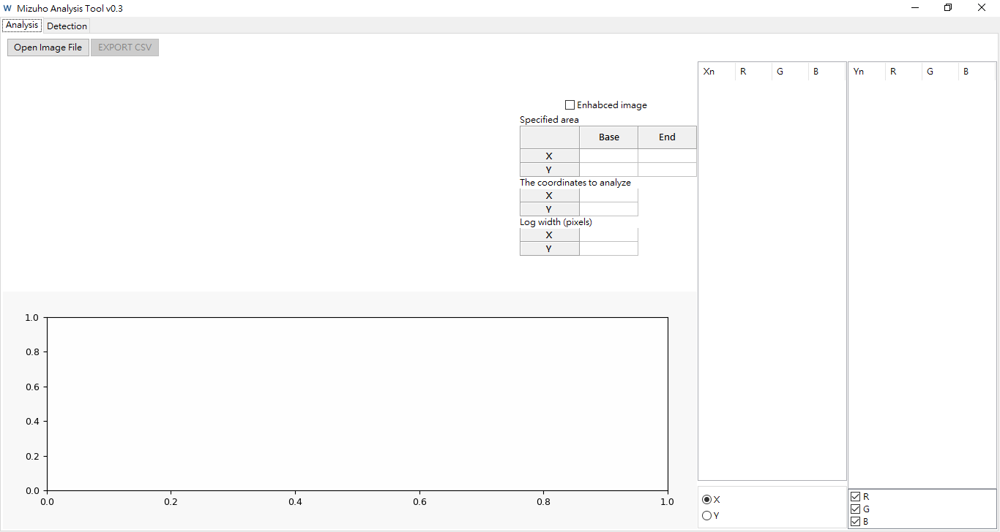 W Mizuho Analysis Tool v0.3
Analysis Detection
Open Image File EXPORT CSV
Xn R G B Yn R G B
Enhabced image
Specified area
Base End
X
Y
The coordinates to analyze
X
Y
Log width (pixels)
X
Y
1.0
0.8
0.6
0.4
0.2
0.0
0.0 0.2 0.4 0.6 0.8 1.0
X
Y
R
G
B